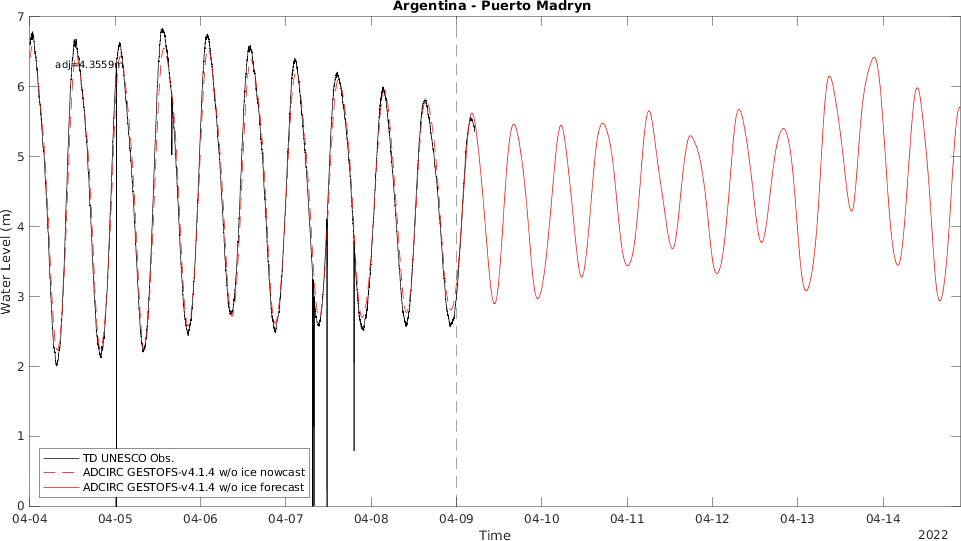 Argentina - Puerto Madryn
7
6
5
4
3
2
1
0
Water Level (m)
adj=4.3559m
TD UNESCO Obs.
ADCIRC GESTOFS-v4.1.4 w/o ice nowcast
ADCIRC GESTOFS-v4.1.4 w/o ice forecast
04-04 04-05 04-06 04-07 04-08 04-09 04-10 04-11 04-12 04-13 04-14
Time
2022